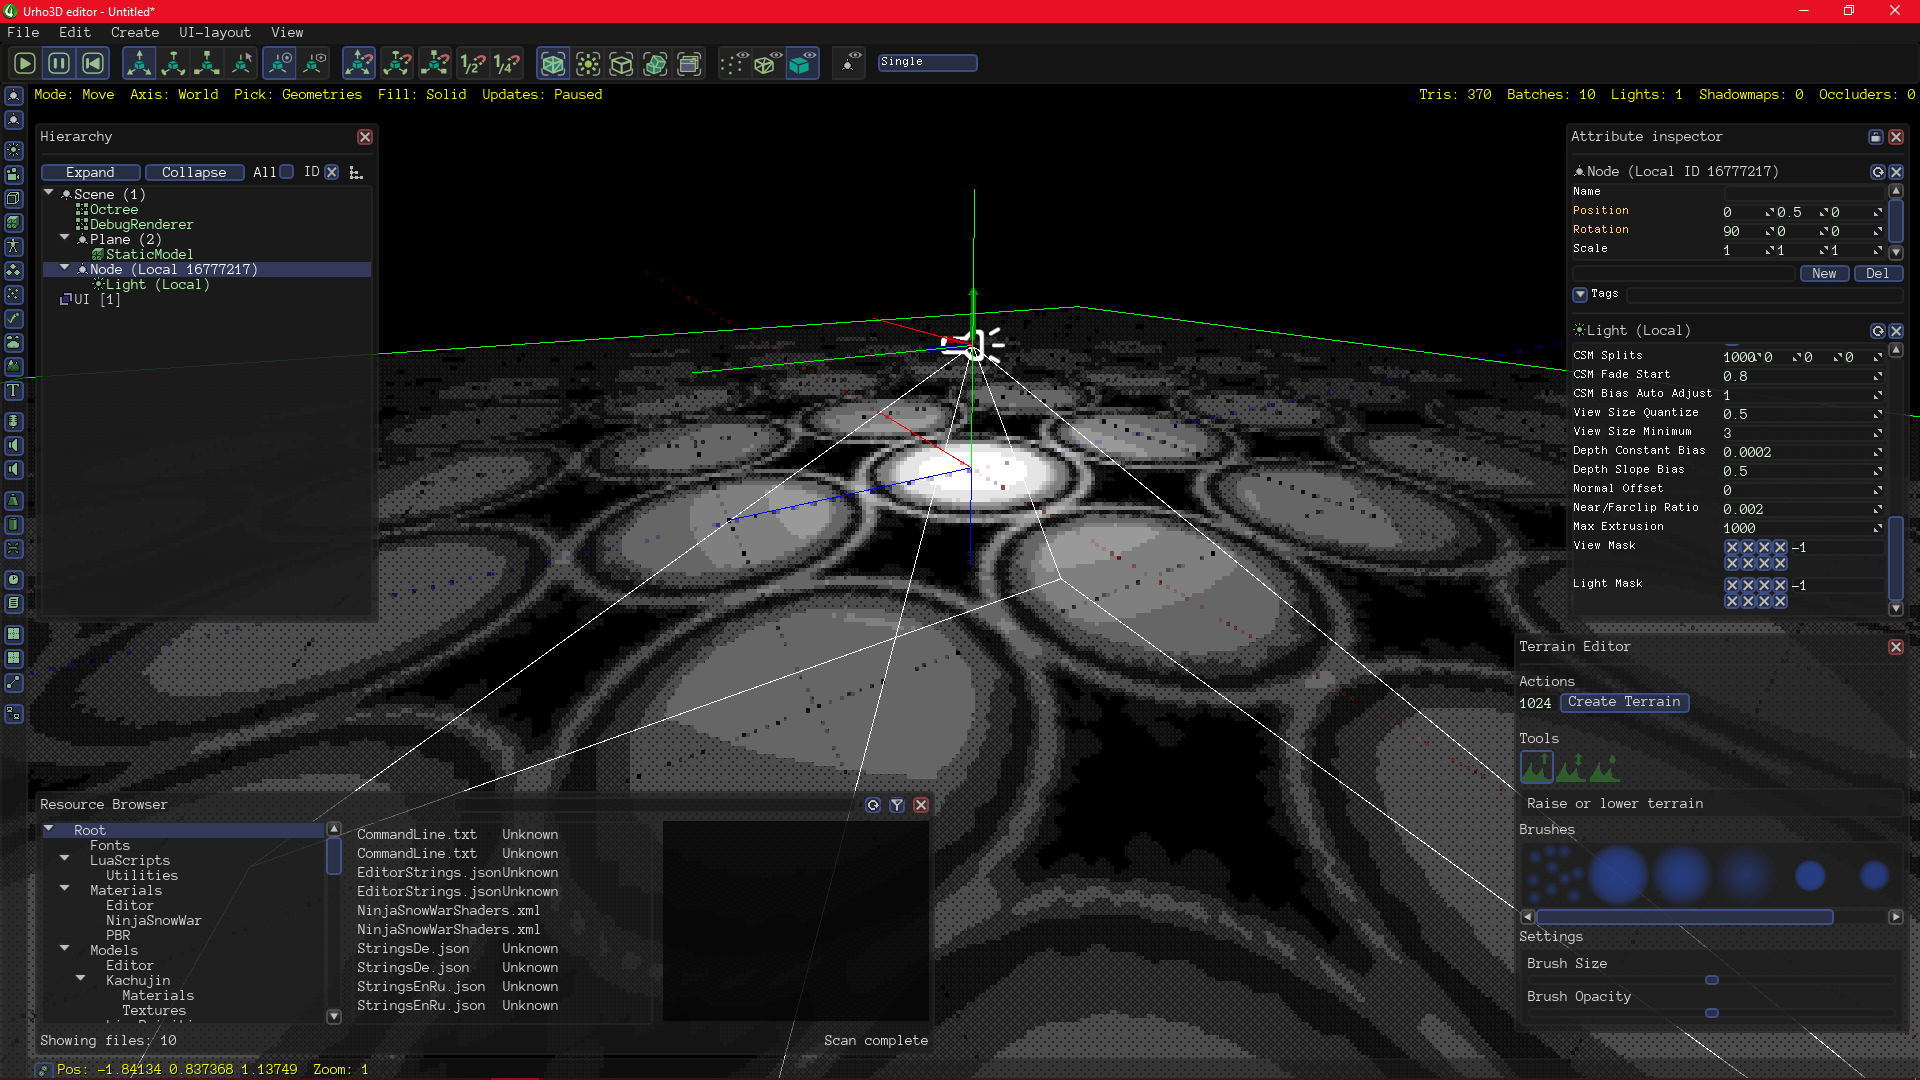 Urho3D editor - Untitled*
File Edit Create UI-layout View
1/2 1/4 Single
Mode: Move Axis: World Pick: Geometries Fill: Solid Updates: Paused
Tris: 370 Batches: 10 Lights: 1 Shadowmaps: 0 Occluders: 0
Hierarchy
Expand Collapse All ID
Scene (1)
Octree
DebugRenderer
Plane (2)
StaticModel
Node (Local 16777217)
Light (Local)
UI [1]
Attribute inspector
Node (Local ID 16777217)
Name
Position 0 0.5 0
Rotation 90 0 0
Scale 1 1 1
New Del
Tags
Light (Local)
CSM Splits 1000 0 0 0
CSM Fade Start 0.8
CSM Bias Auto Adjust 1
View Size Quantize 0.5
View Size Minimum 3
Depth Constant Bias 0.0002
Depth Slope Bias 0.5
Normal Offset 0
Near/Farclip Ratio 0.002
Max Extrusion 1000
View Mask -1
Light Mask -1
Terrain Editor
Actions
1024 Create Terrain
Tools
Raise or lower terrain
Brushes
Settings
Brush Size
Brush Opacity
Resource Browser
Root
Fonts
LuaScripts
Utilities
Materials
Editor
NinjaSnowWar
PBR
Models
Editor
Kachujin
Materials
Textures
CommandLine.txt Unknown
CommandLine.txt Unknown
EditorStrings.json Unknown
EditorStrings.json Unknown
NinjaSnowWarShaders.xml
NinjaSnowWarShaders.xml
StringsDe.json Unknown
StringsDe.json Unknown
StringsEnRu.json Unknown
StringsEnRu.json Unknown
Showing files: 10
Scan complete
Pos: -1.84134 0.837368 1.13749 Zoom: 1